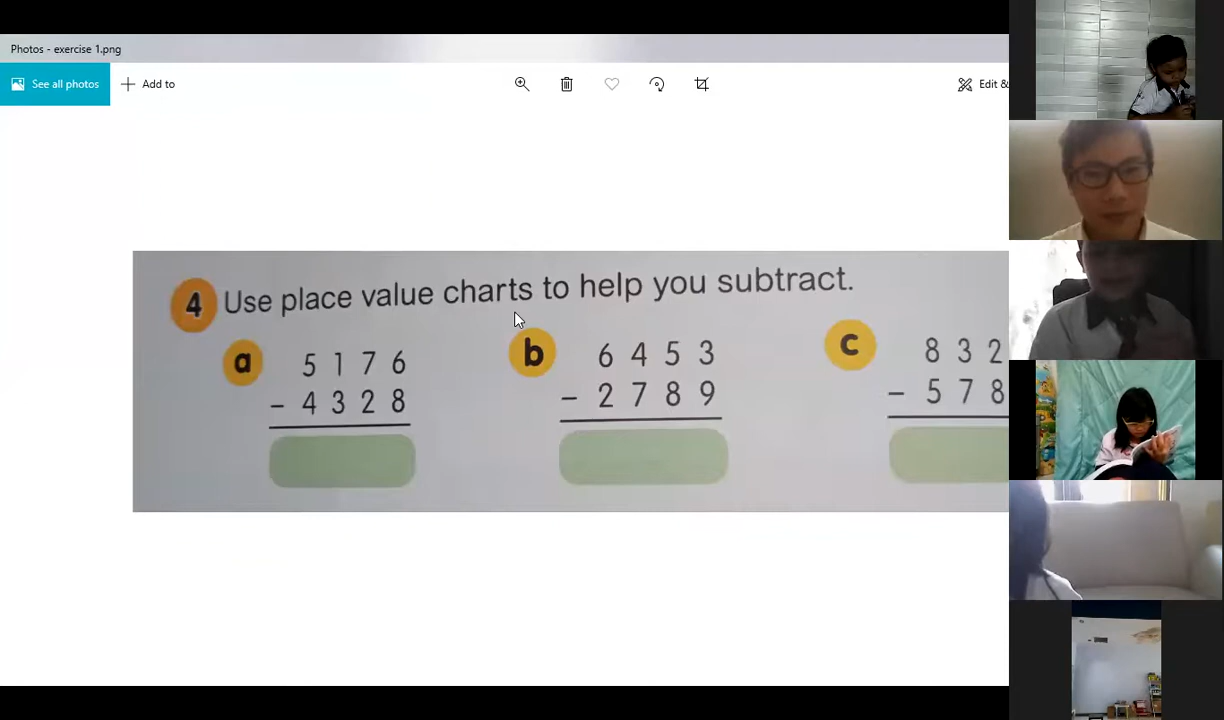 Photos - exercise 1.png
See all photos
Add to
Edit &
4 Use place value charts to help you subtract.
a
5 1 7 6
- 4 3 2 8
b
6 4 5 3
- 2 7 8 9
c
8 3 2
- 5 7 8